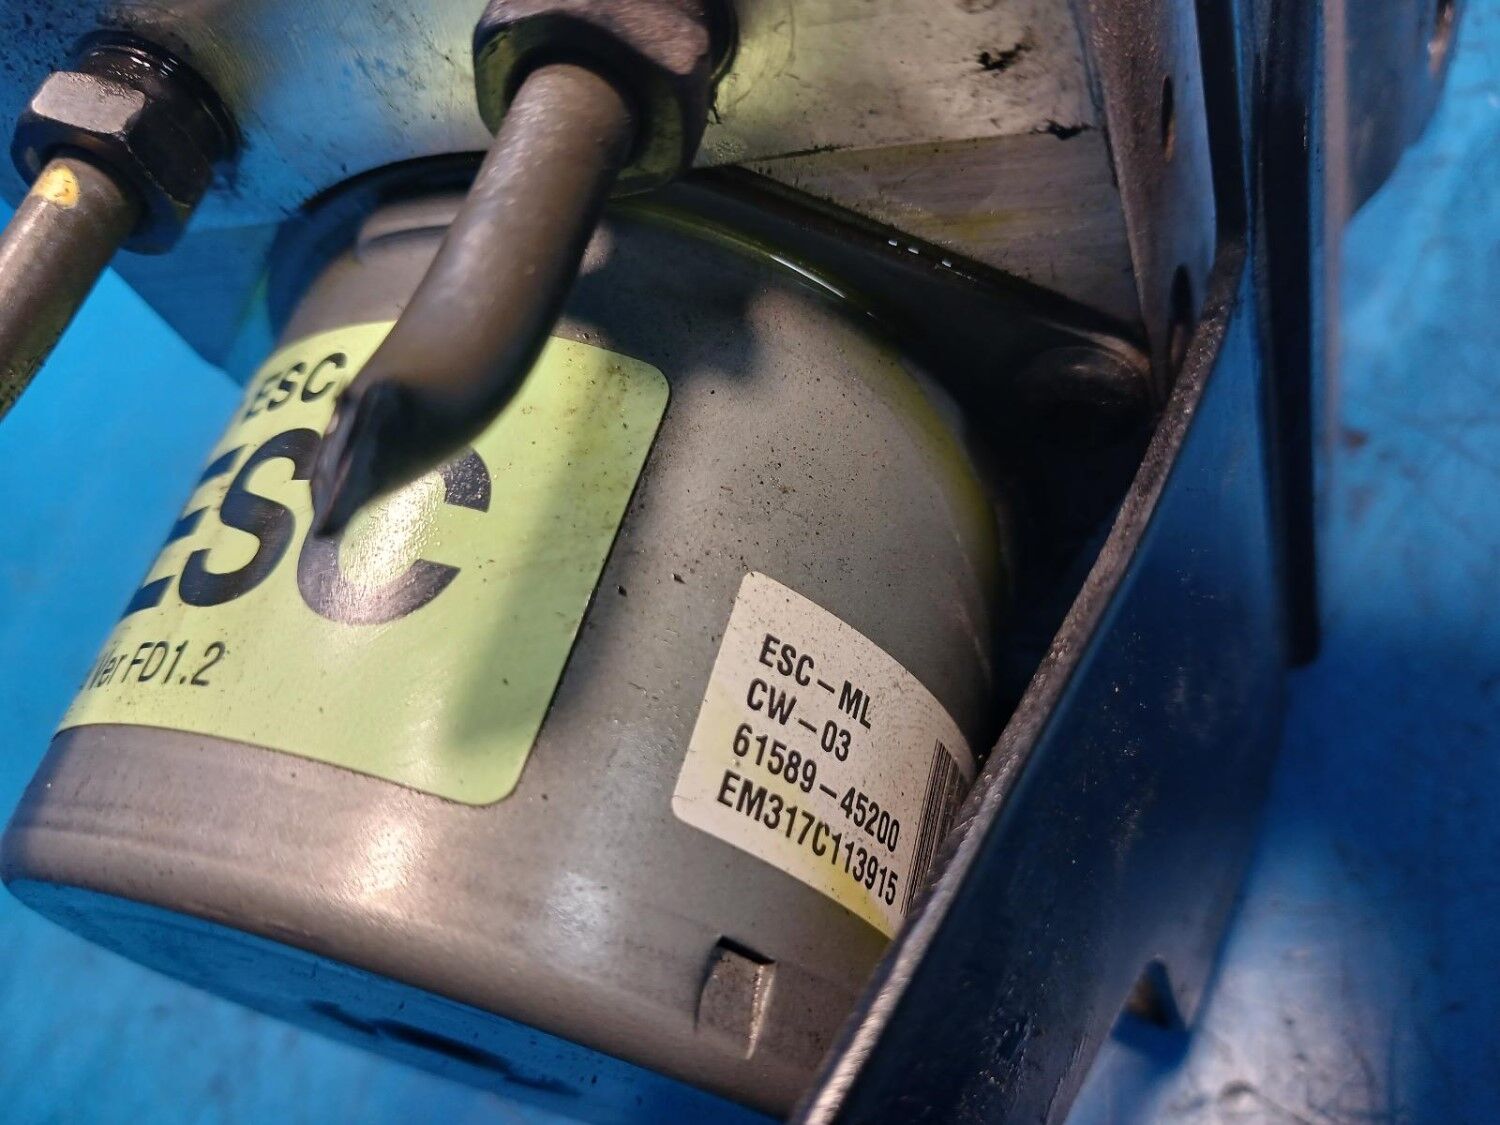 ESC
ESC
Ver FD1.2
ESC-ML
CW-03
61589-45200
EM317C113915